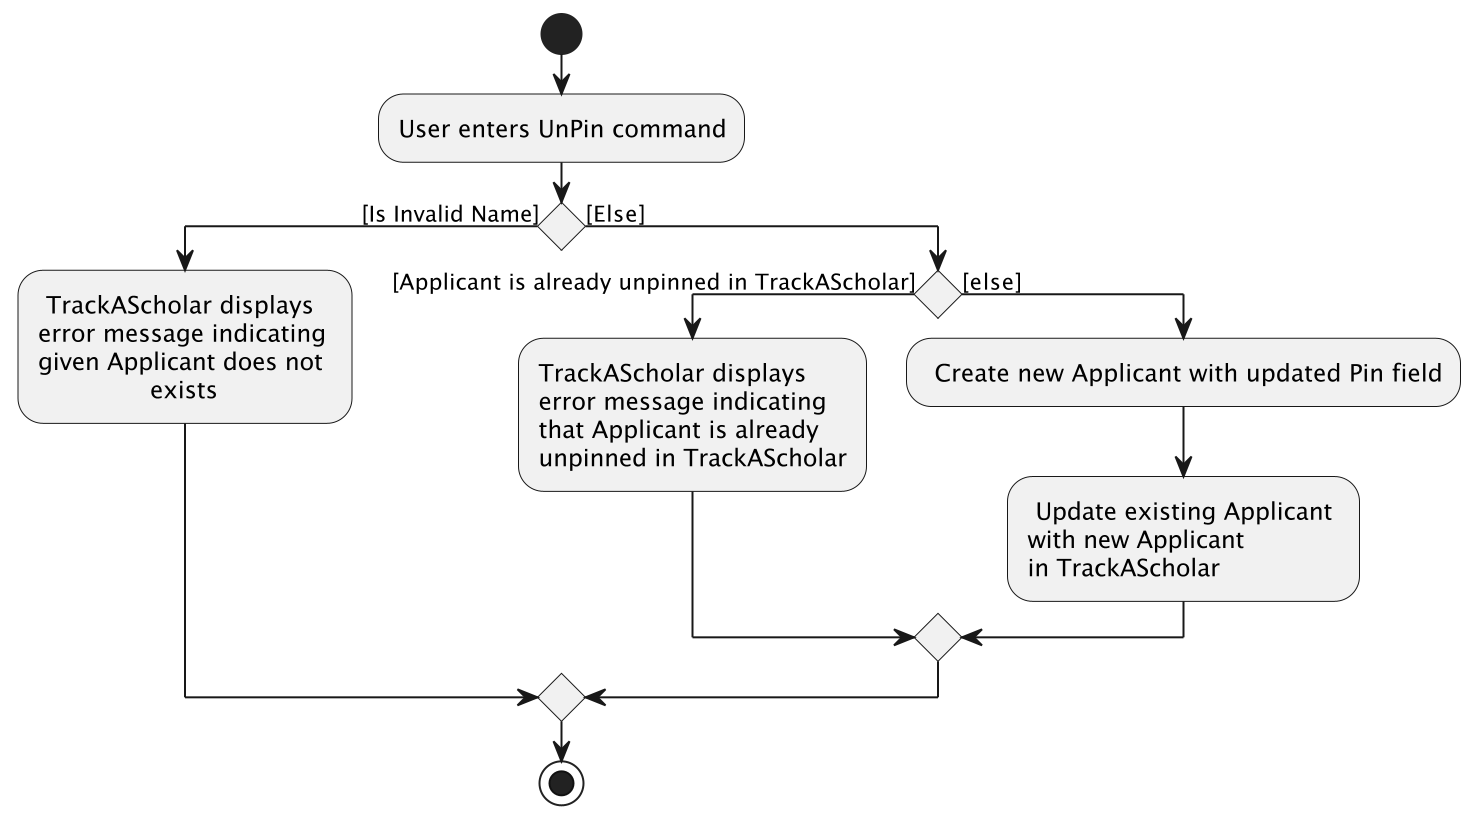 User enters UnPin command
[Is Invalid Name]
[Else]
TrackAScholar displays
error message indicating
given Applicant does not
exists
[Applicant is already unpinned in TrackAScholar]
[else]
TrackAScholar displays
error message indicating
that Applicant is already
unpinned in TrackAScholar
Create new Applicant with updated Pin field
Update existing Applicant
with new Applicant
in TrackAScholar